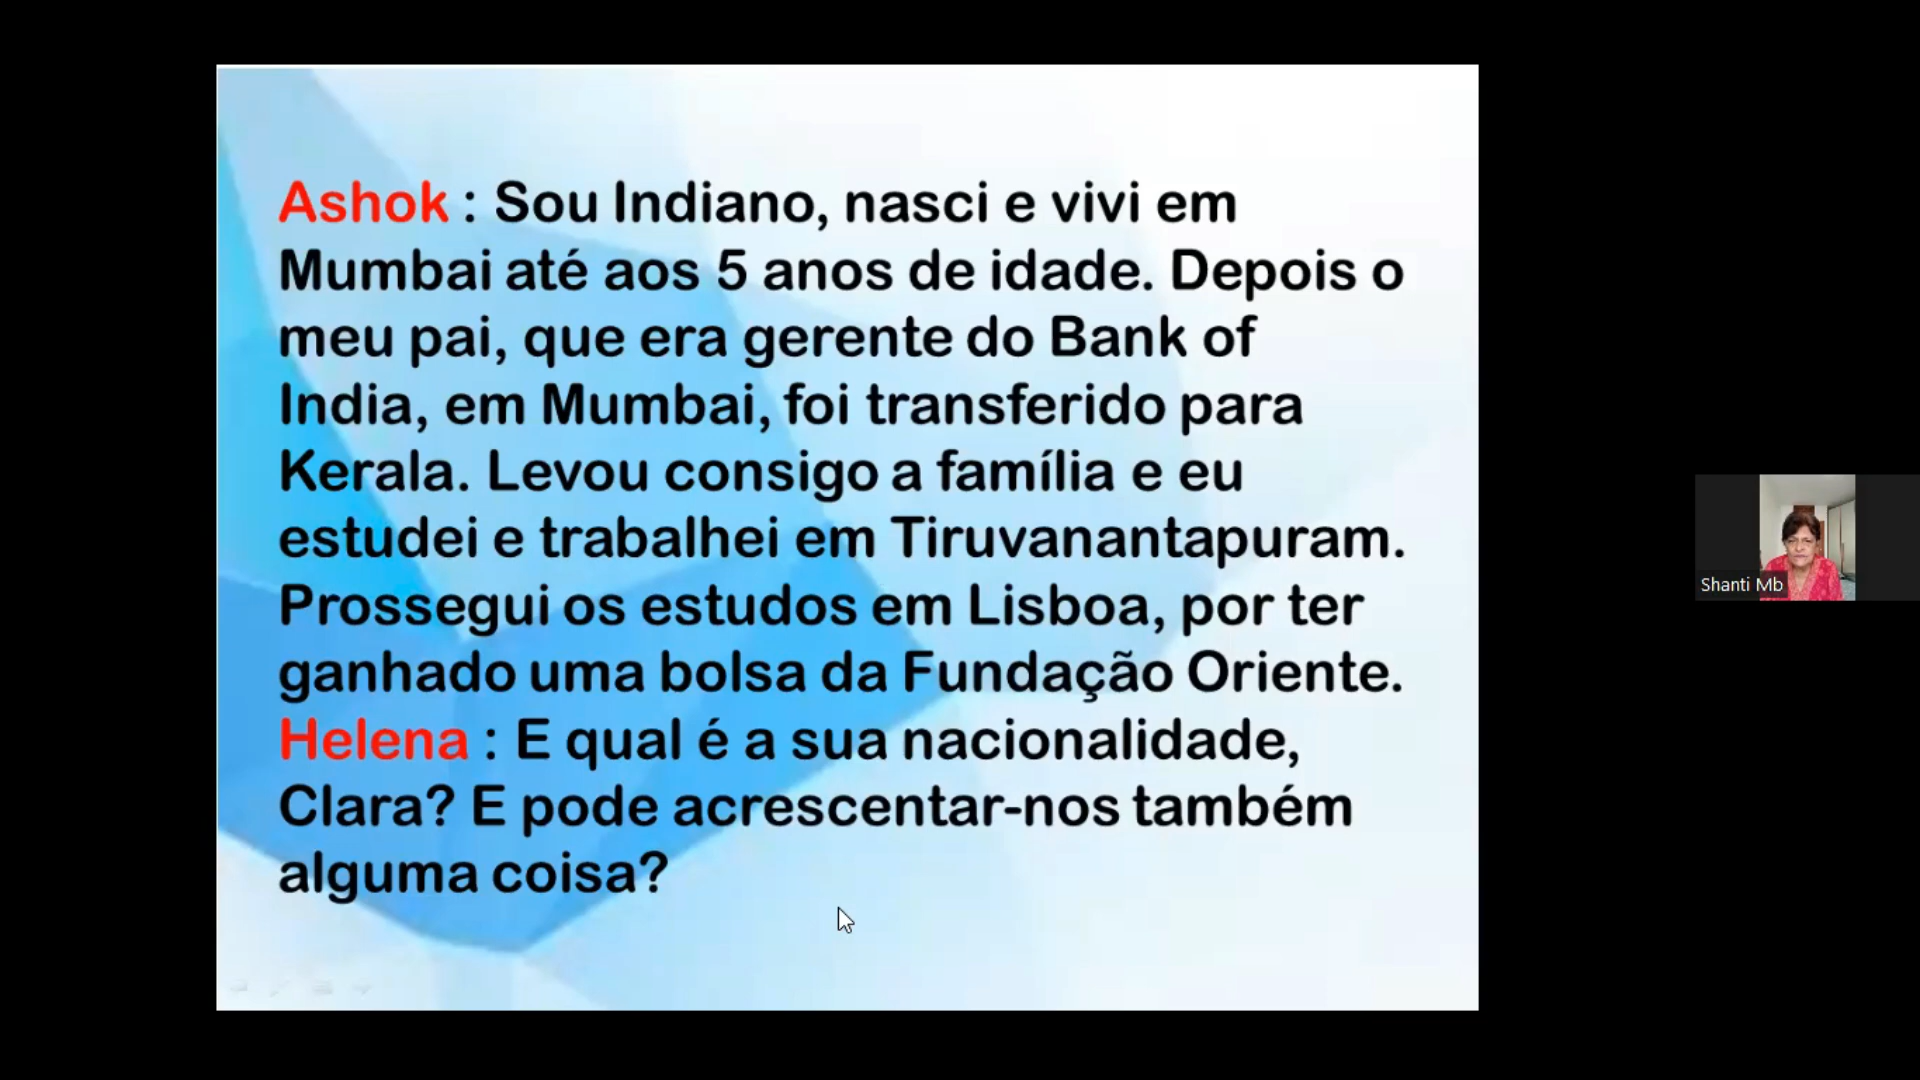 Ashok : Sou Indiano, nasci e vivi em
Mumbai até aos 5 anos de idade. Depois o
meu pai, que era gerente do Bank of
India, em Mumbai, foi transferido para
Kerala. Levou consigo a família e eu
estudei e trabalhei em Tiruvanantapuram.
Prossegui os estudos em Lisboa, por ter
ganhado uma bolsa da Fundação Oriente.
Helena : E qual é a sua nacionalidade,
Clara? E pode acrescentar-nos também
alguma coisa?
Shanti Mb